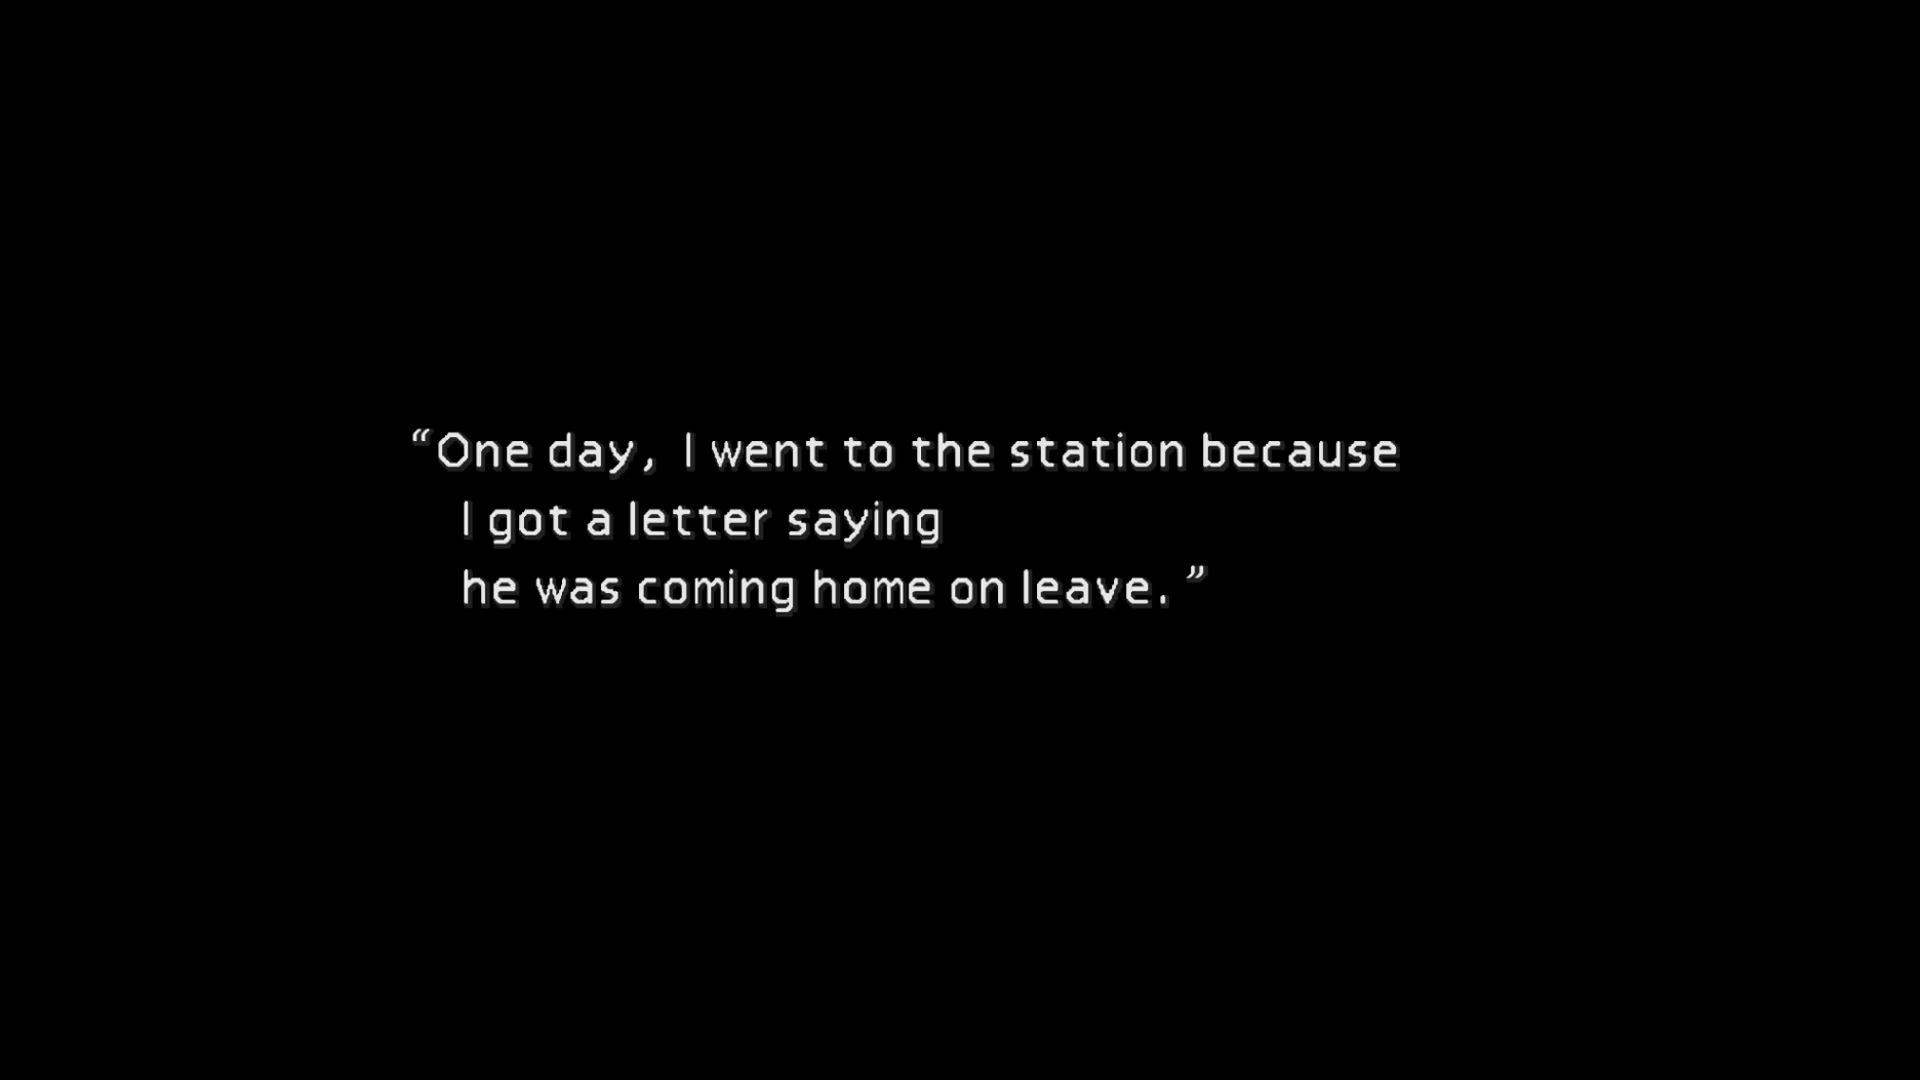 “One day, I went to the station because
I got a letter saying
he was coming home on leave.”